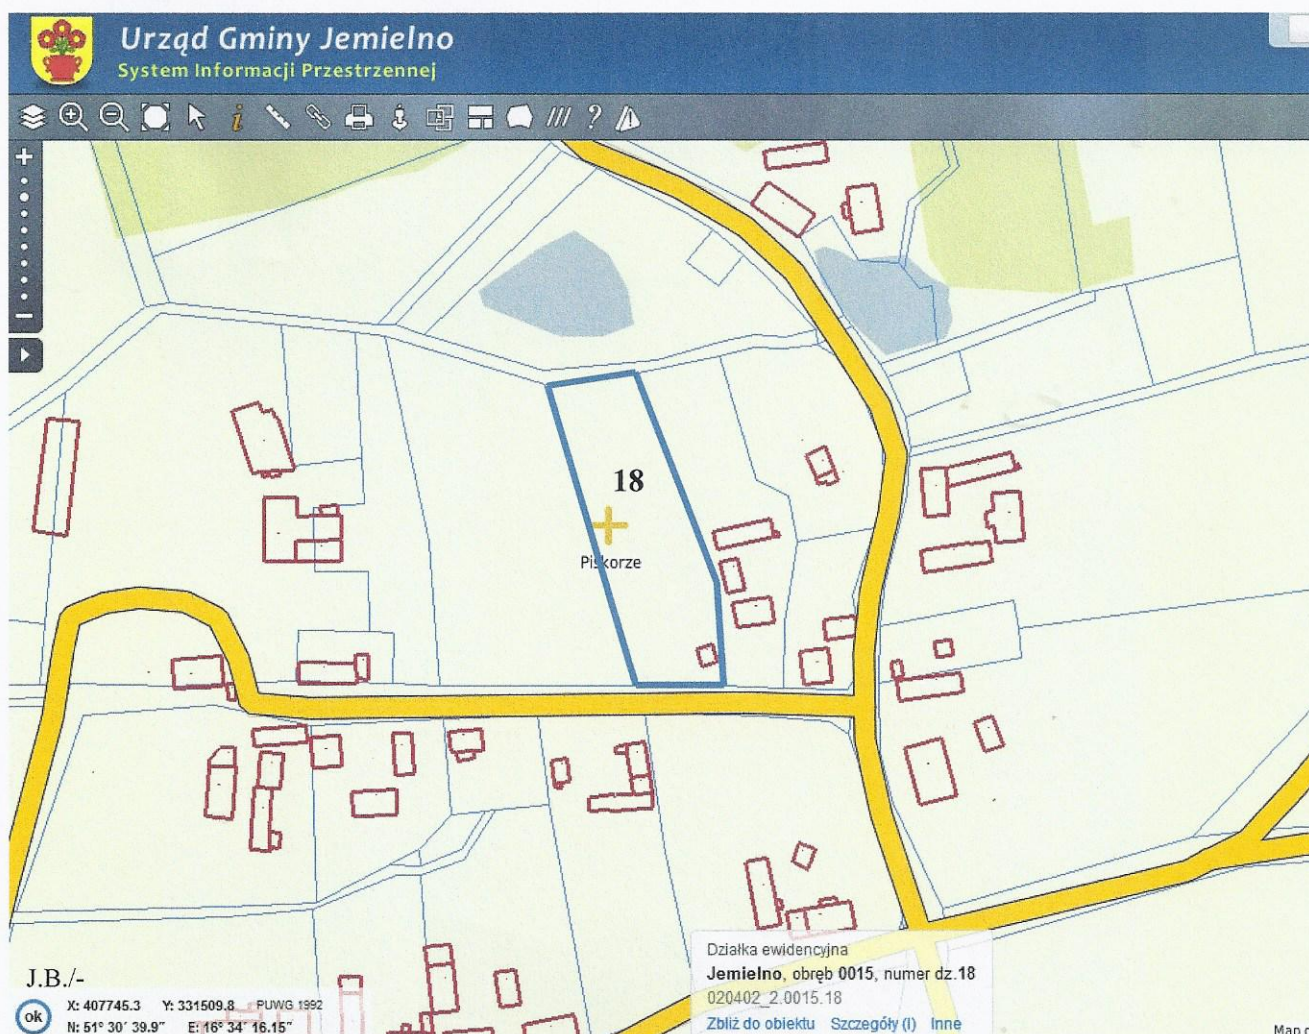 Urząd Gminy Jemielno
System Informacji Przestrzennej
18
Piskorze
J.B./-
ok
X: 407745.3 Y: 331509.8 PUWG 1992
N: 51° 30´ 39.9˝ E: 16° 34´ 16.15˝
Działka ewidencyjna
Jemielno, obręb 0015, numer dz.18
020402_2.0015.18
Zbliż do obiektu Szczegóły (i) Inne